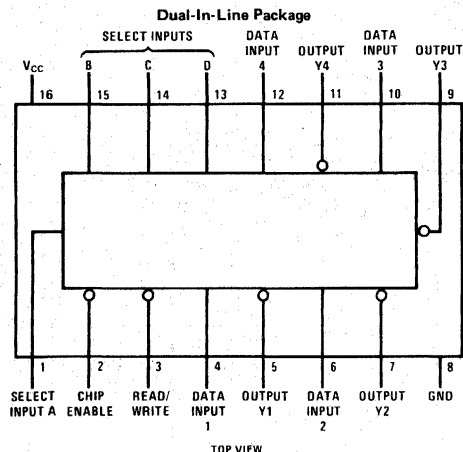 Dual-In-Line Package
SELECT INPUTS
DATA INPUT 4
OUTPUT Y4
DATA INPUT 3
OUTPUT Y3
VCC
B
C
D
16
15
14
13
12
11
10
9
1
2
3
4
5
6
7
8
SELECT INPUT A
CHIP ENABLE
READ/ WRITE
DATA INPUT 1
OUTPUT Y1
DATA INPUT 2
OUTPUT Y2
GND
TOP VIEW